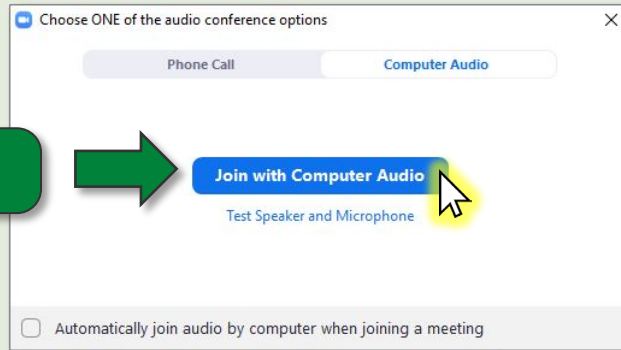 Choose ONE of the audio conference options
Phone Call
Computer Audio
Join with Computer Audio
Test Speaker and Microphone
Automatically join audio by computer when joining a meeting